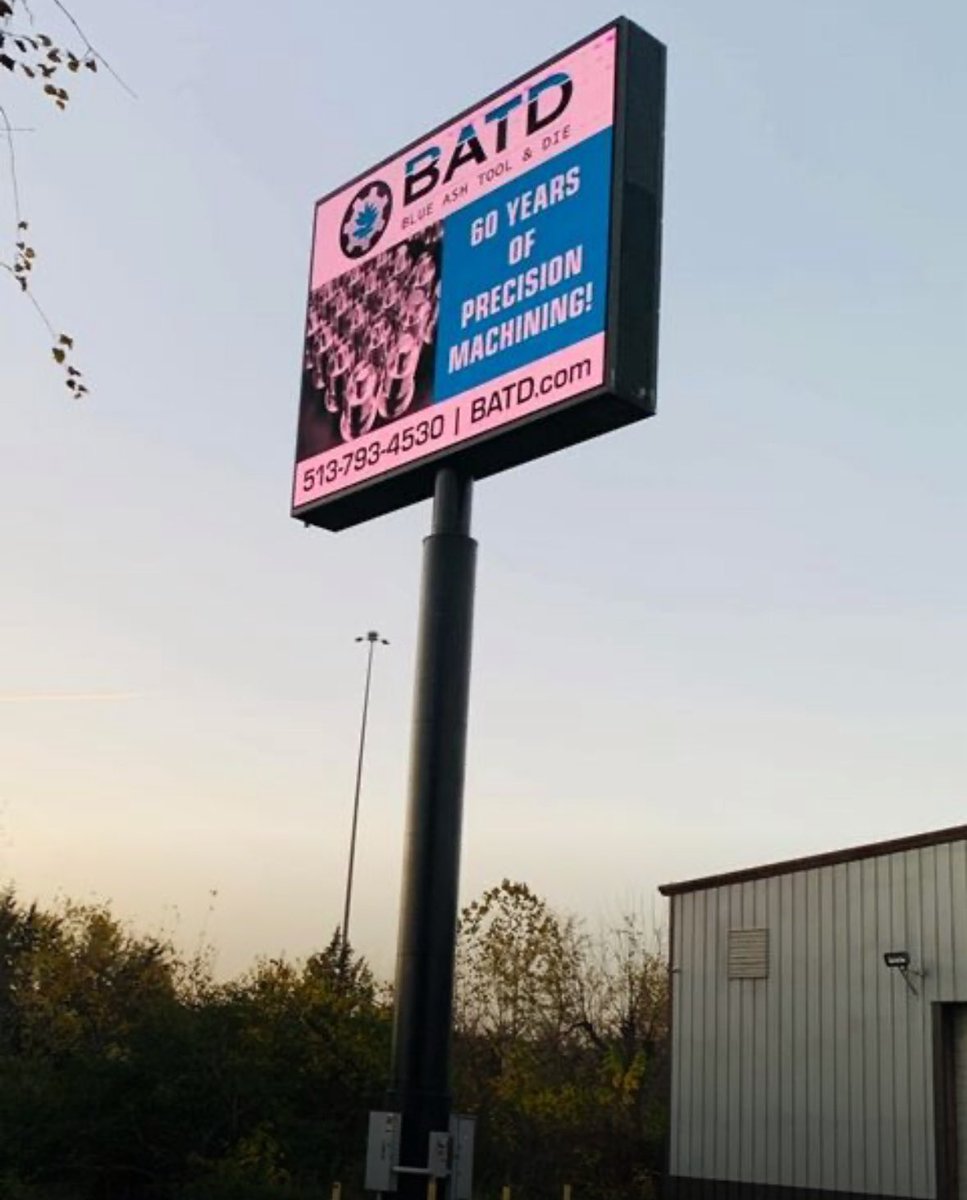 BATD
BLUE ASH TOOL & DIE
60 YEARS
OF
PRECISION
MACHINING!
513-793-4530 | BATD.com